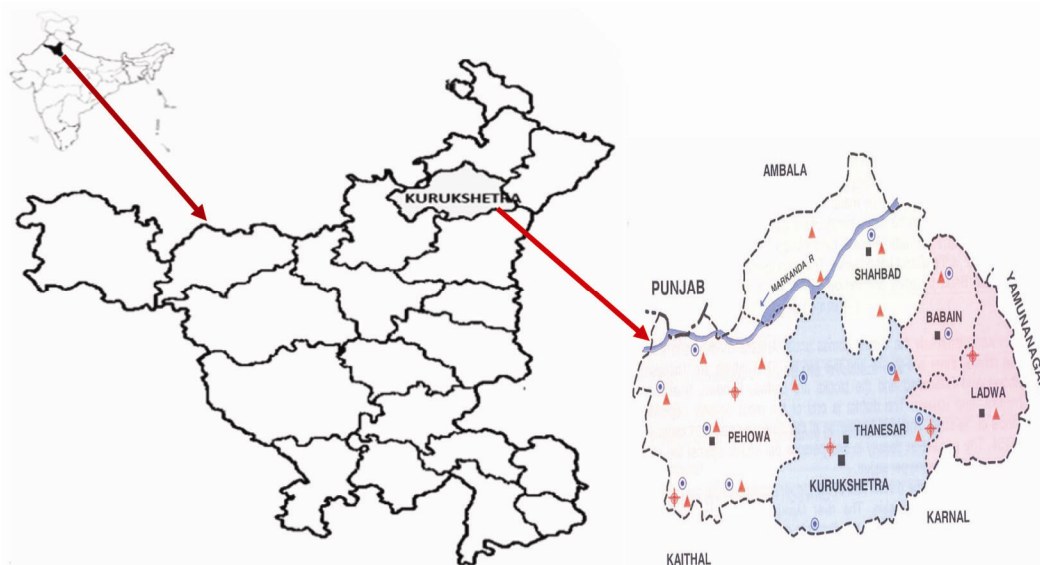 KURUKSHETRA
AMBALA
MARKANDA R
SHAHBAD
PUNJAB
YAMUNANAGAR
BABAIN
LADWA
THANESAR
PEHOWA
KURUKSHETRA
KARNAL
KAITHAL